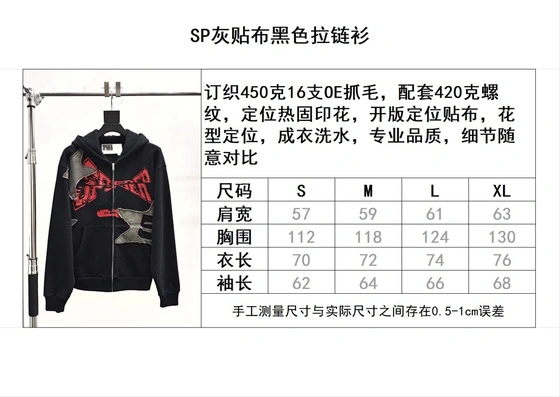 SP灰贴布黑色拉链衫
订织450克16支OE抓毛，配套420克螺
纹，定位热固印花，开版定位贴布，花
型定位，成衣洗水，专业品质，细节随
意对比
尺码 S M L XL
肩宽 57 59 61 63
胸围 112 118 124 130
衣长 70 72 74 76
袖长 62 64 66 68
手工测量尺寸与实际尺寸之间存在0.5-1cm误差